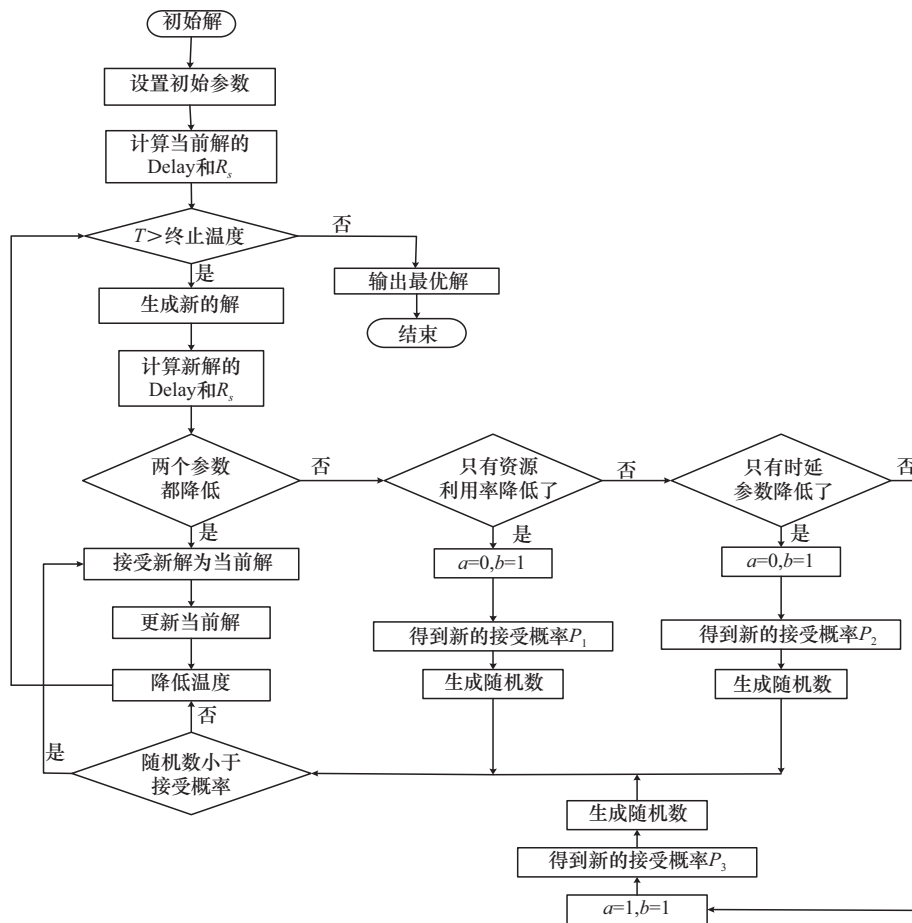 初始解
设置初始参数
计算当前解的
Delay和Rs
T>终止温度
否
是
输出最优解
生成新的解
结束
计算新解的
Delay和Rs
两个参数
都降低
否
只有资源
利用率降低了
否
只有时延
参数降低了
否
是
是
是
接受新解为当前解
a=0,b=1
a=0,b=1
更新当前解
得到新的接受概率P1
得到新的接受概率P2
降低温度
生成随机数
生成随机数
否
是
随机数小于
接受概率
生成随机数
得到新的接受概率P3
a=1,b=1